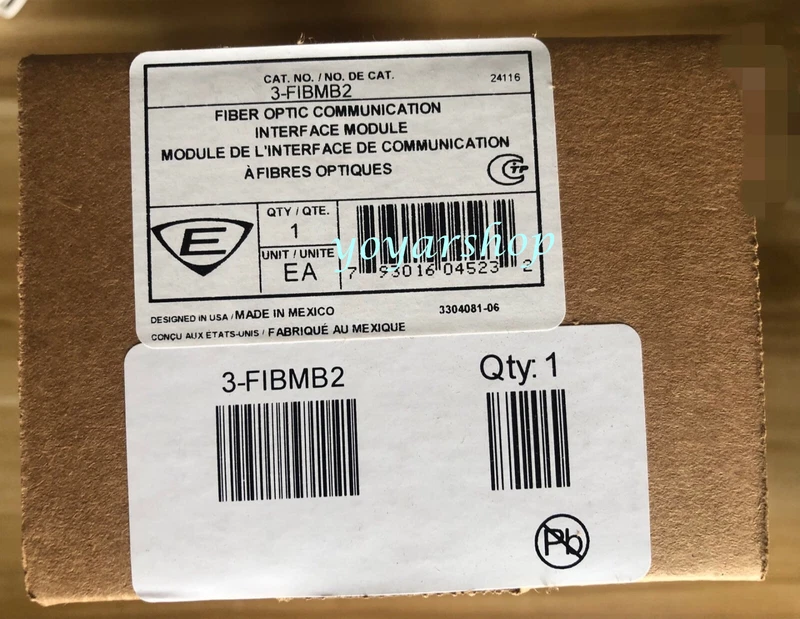 CAT. NO. / NO. DE CAT.
24116
3-FIBMB2
FIBER OPTIC COMMUNICATION
INTERFACE MODULE
MODULE DE L'INTERFACE DE COMMUNICATION
À FIBRES OPTIQUES
CTP
E
QTY / QTE.
1
UNIT / UNITE
EA
yoyarshop
7 93016 04523 2
DESIGNED IN USA / MADE IN MEXICO
3304081-06
CONÇU AUX ÉTATS-UNIS / FABRIQUÉ AU MEXIQUE
3-FIBMB2
Qty: 1
Pb